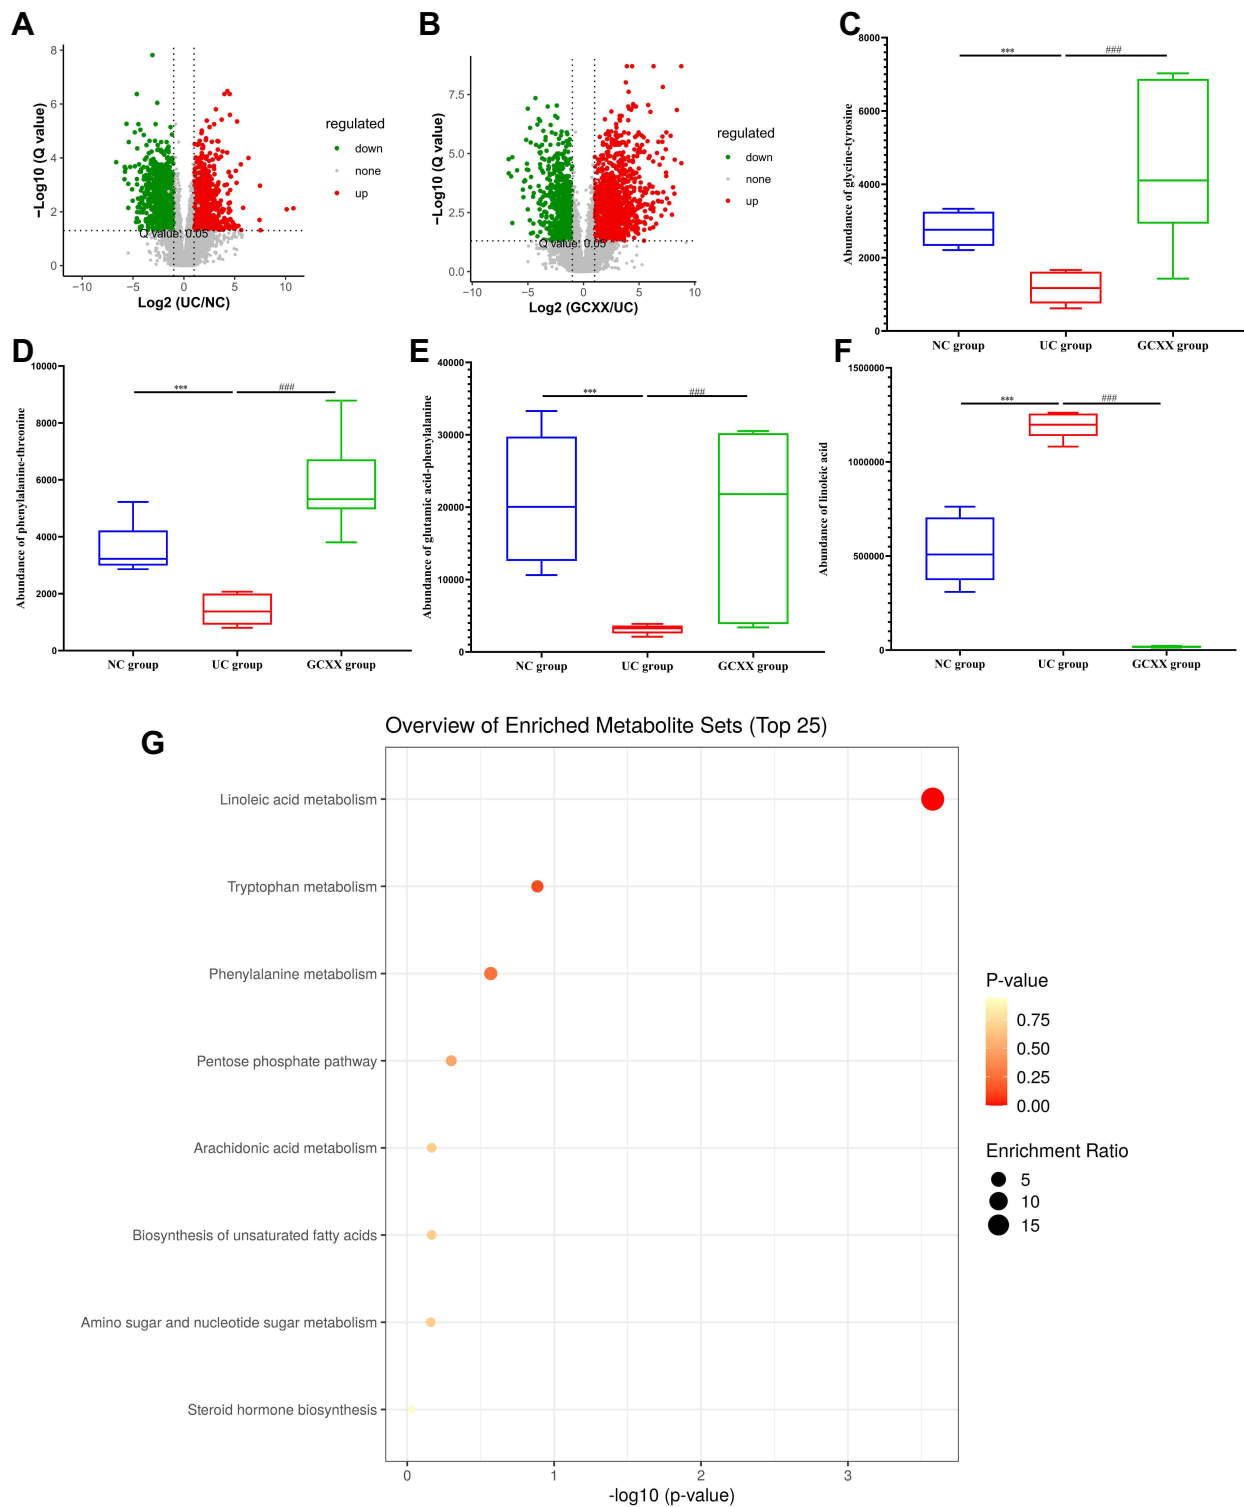 A
8
6
4
2
0
−Log10 (Q value)
Q value: 0.05
−10
−5
0
5
10
Log2 (UC/NC)
regulated
down
none
up
B
7.5
5.0
2.5
0.0
−Log10 (Q value)
Q value: 0.05
−10
−5
0
5
10
Log2 (GCXX/UC)
regulated
down
none
up
C
8000
6000
4000
2000
0
Abundance of glycine-tyrosine
***
###
NC group
UC group
GCXX group
D
10000
8000
6000
4000
2000
0
Abundance of phenylalanine-threonine
***
###
NC group
UC group
GCXX group
E
40000
30000
20000
10000
0
Abundance of glutamic acid-phenylalanine
***
###
NC group
UC group
GCXX group
F
1500000
1000000
500000
0
Abundance of linoleic acid
***
###
NC group
UC group
GCXX group
G
Overview of Enriched Metabolite Sets (Top 25)
Linoleic acid metabolism
Tryptophan metabolism
Phenylalanine metabolism
Pentose phosphate pathway
Arachidonic acid metabolism
Biosynthesis of unsaturated fatty acids
Amino sugar and nucleotide sugar metabolism
Steroid hormone biosynthesis
0
1
2
3
-log10 (p-value)
P-value
0.75
0.50
0.25
0.00
Enrichment Ratio
5
10
15